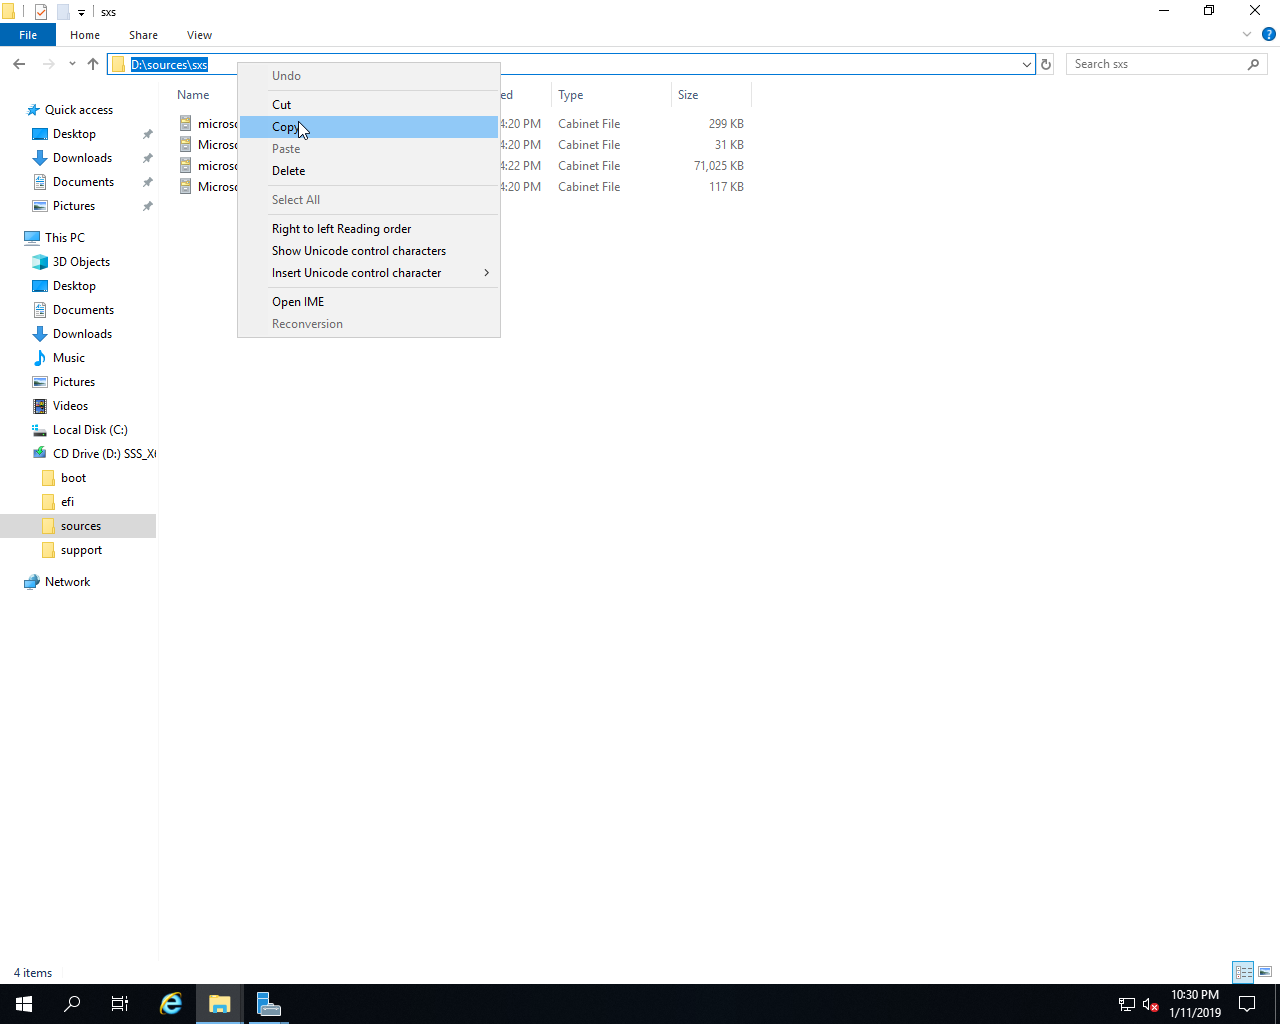 sxs
File Home Share View
D:\sources\sxs
Search sxs
Name
Type
Size
4:20 PM Cabinet File 299 KB
4:20 PM Cabinet File 31 KB
4:22 PM Cabinet File 71,025 KB
4:20 PM Cabinet File 117 KB
Undo
Cut
Copy
Paste
Delete
Select All
Right to left Reading order
Show Unicode control characters
Insert Unicode control character
Open IME
Reconversion
Quick access
Desktop
Downloads
Documents
Pictures
This PC
3D Objects
Desktop
Documents
Downloads
Music
Pictures
Videos
Local Disk (C:)
CD Drive (D:) SSS_X
boot
efi
sources
support
Network
4 items
10:30 PM
1/11/2019